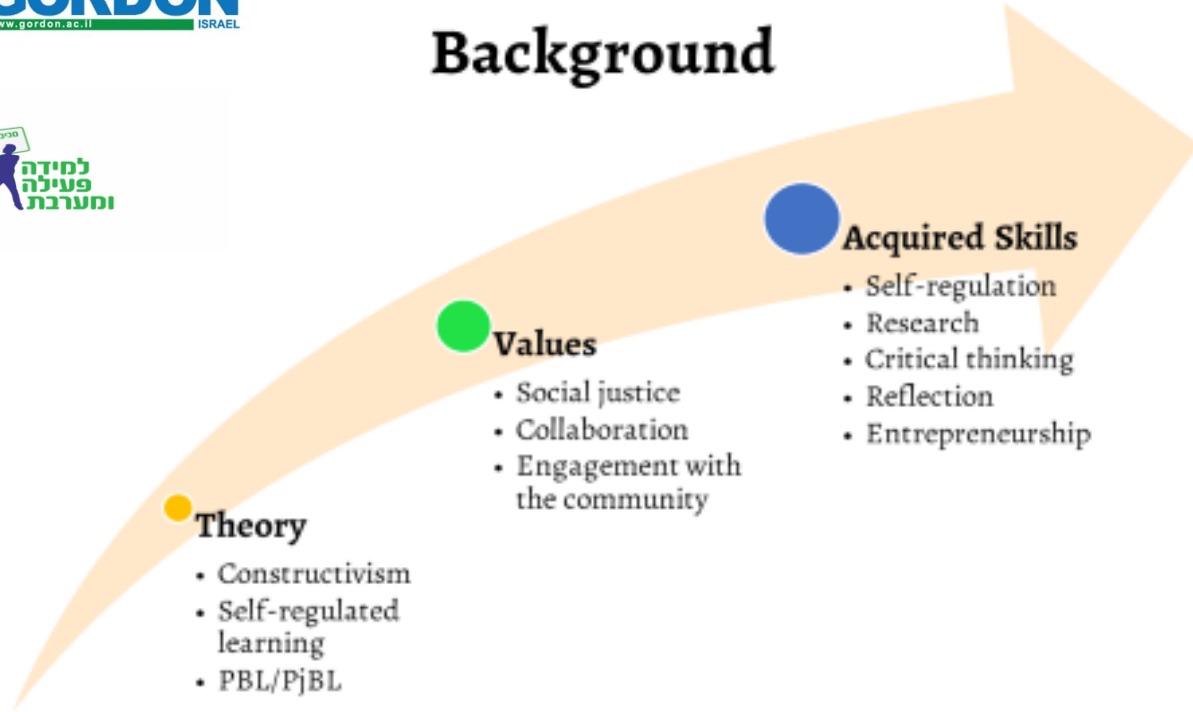 GORDON
ww.gordon.ac.il
ISRAEL
Background
למידה
פעילה
ומערבת
Acquired Skills
• Self-regulation
• Research
• Critical thinking
• Reflection
• Entrepreneurship
Values
• Social justice
• Collaboration
• Engagement with
the community
Theory
• Constructivism
• Self-regulated
learning
• PBL/PjBL